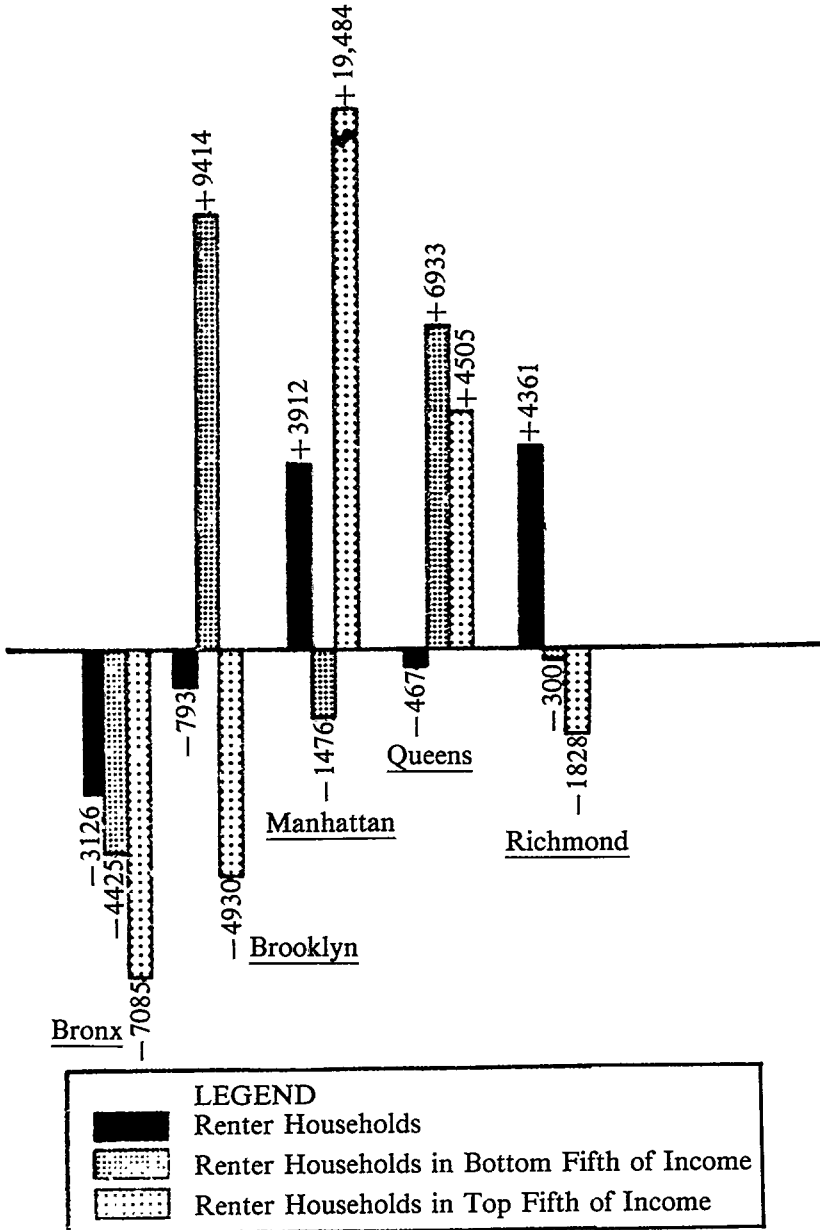 +19,484
+9414
+6933
+4505
+3912
+4361
−793
−467
−300
−1476
−1828
Queens
−3126
−4425
Manhattan
Richmond
−4930
Brooklyn
−7085
Bronx
LEGEND
Renter Households
Renter Households in Bottom Fifth of Income
Renter Households in Top Fifth of Income